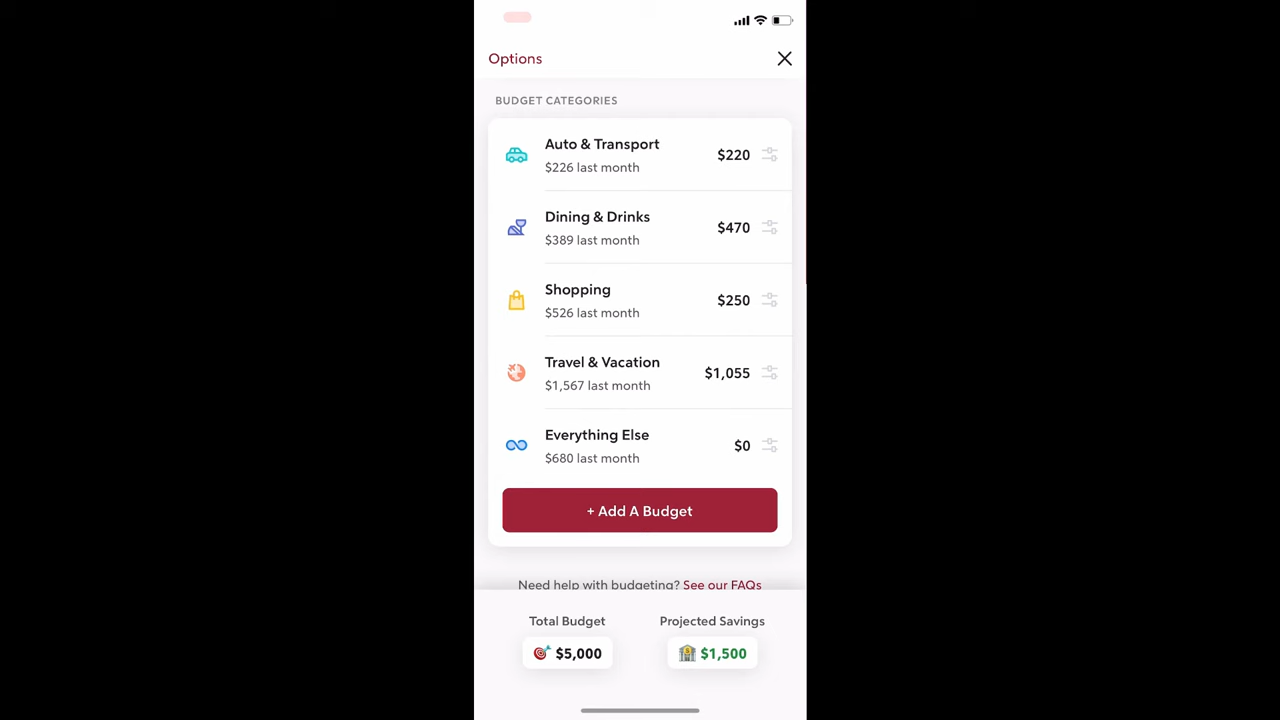 Options
BUDGET CATEGORIES
Auto & Transport
$226 last month
$220
Dining & Drinks
$389 last month
$470
Shopping
$526 last month
$250
Travel & Vacation
$1,567 last month
$1,055
Everything Else
$680 last month
$0
+ Add A Budget
Need help with budgeting? See our FAQs
Total Budget
$5,000
Projected Savings
$1,500